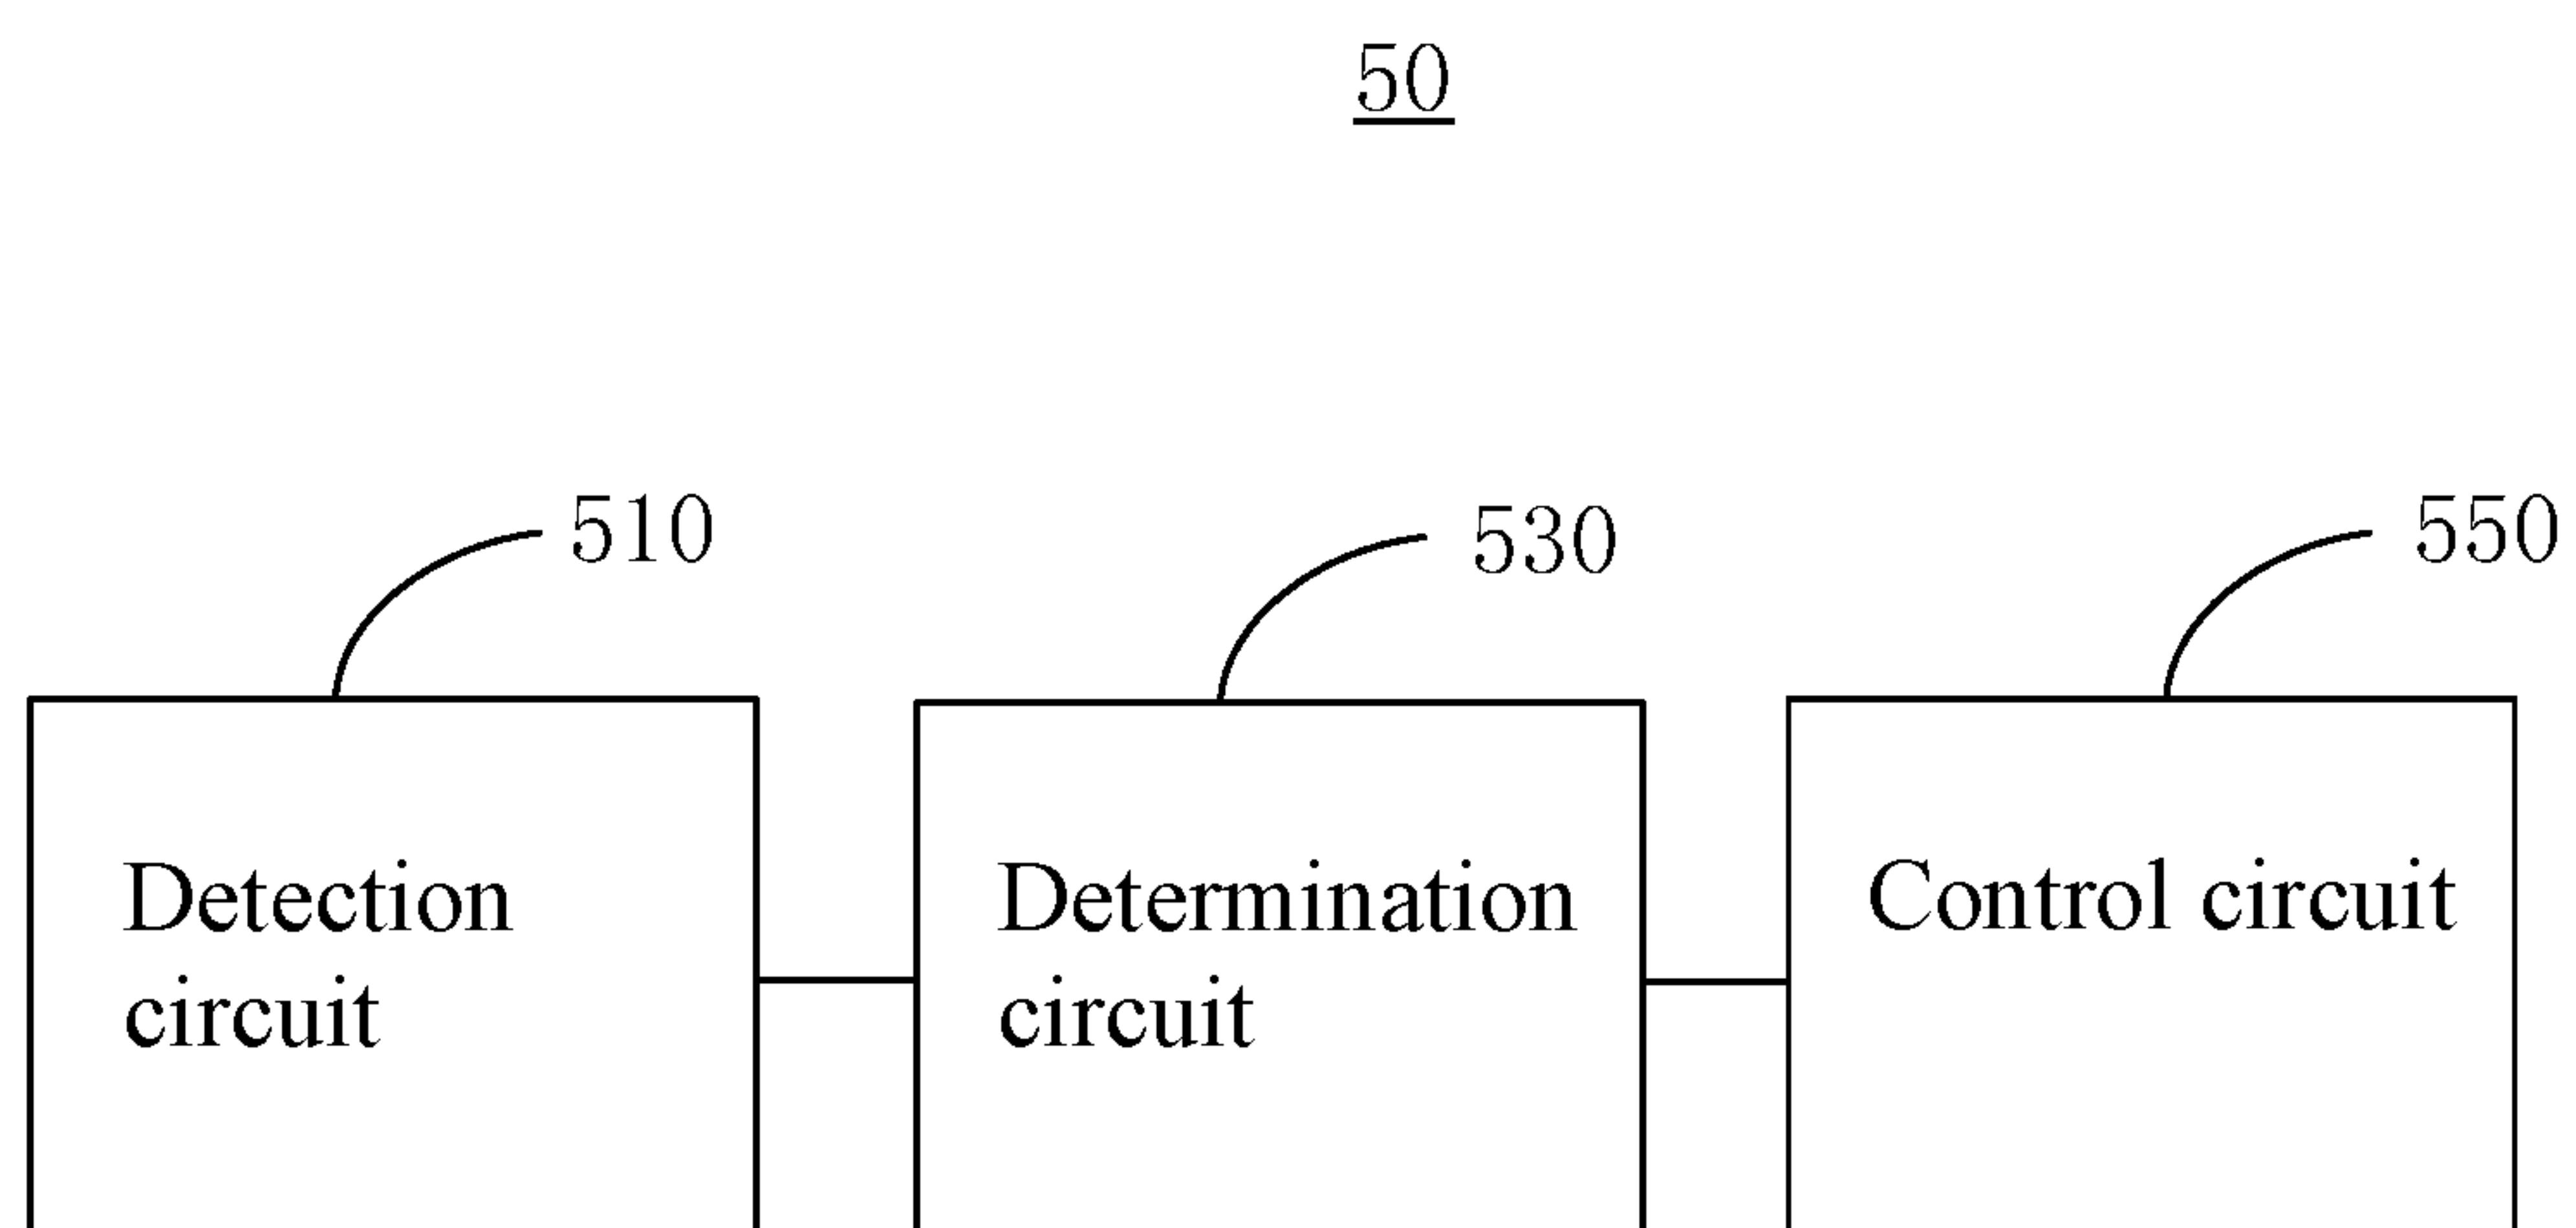 50
510
530
550
Detection
circuit
Determination
circuit
Control circuit